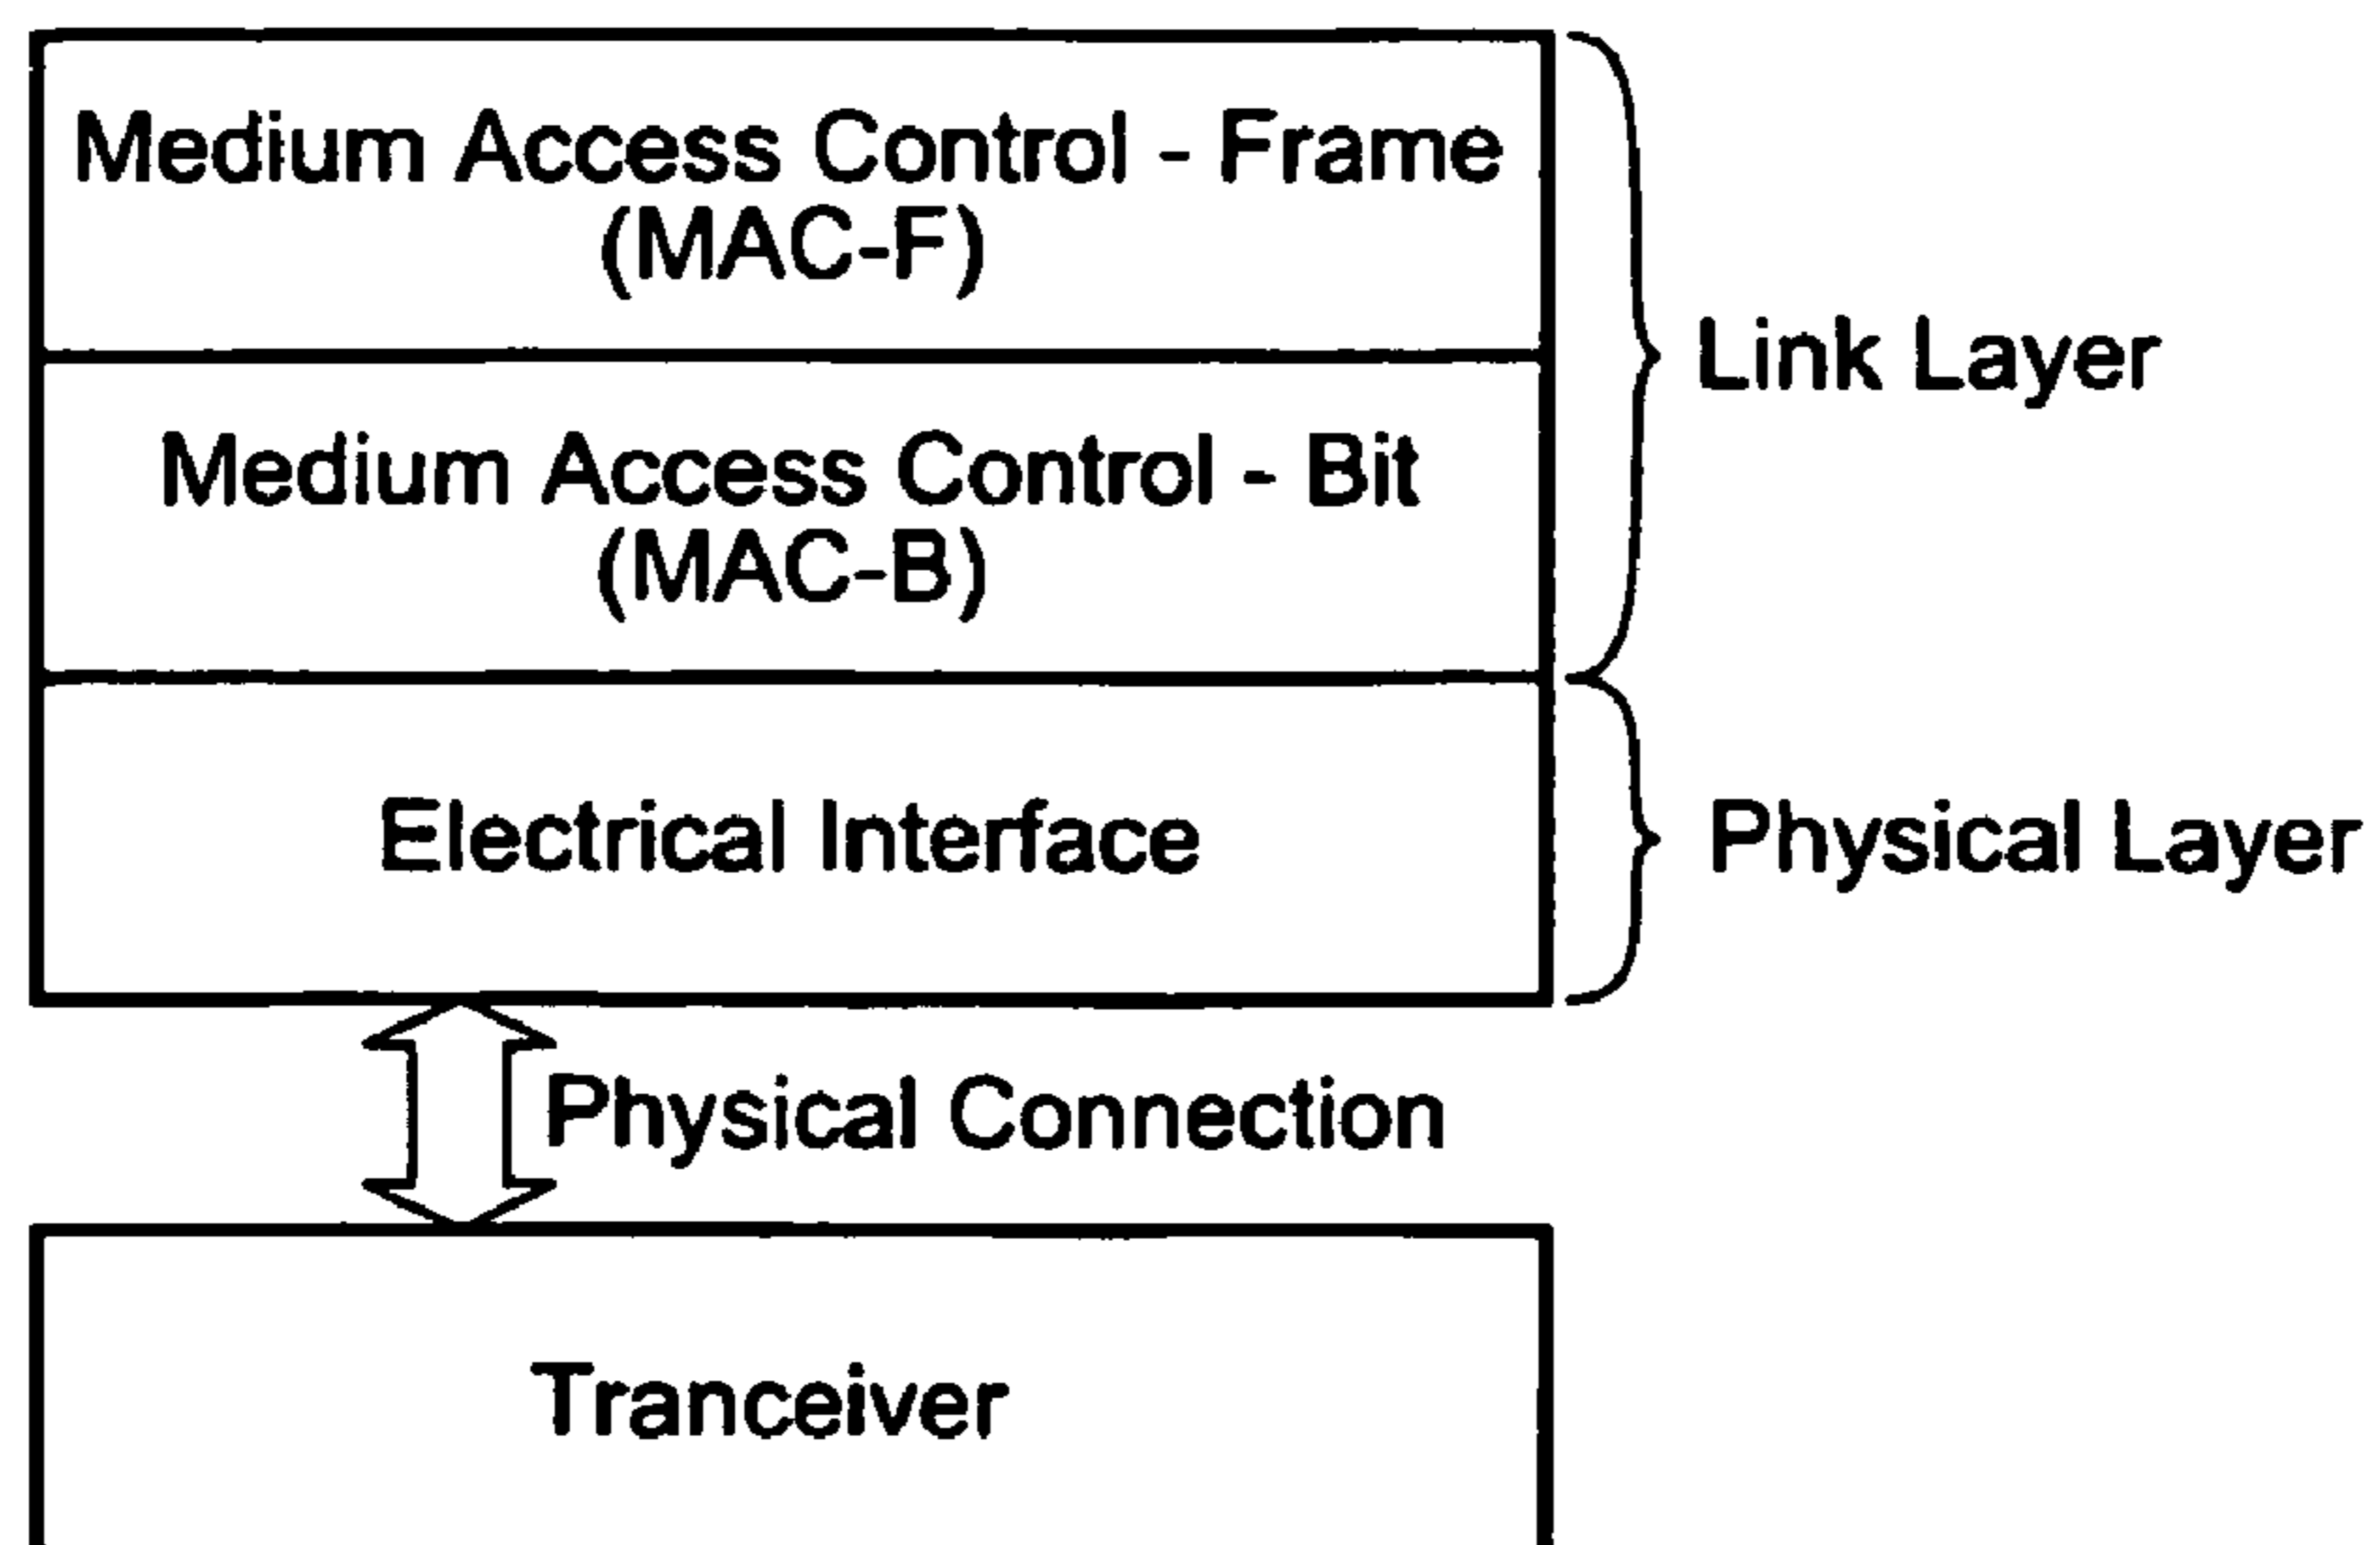 Medium Access Control - Frame
(MAC-F)
Link Layer
Medium Access Control - Bit
(MAC-B)
Electrical Interface
Physical Layer
Physical Connection
Tranceiver